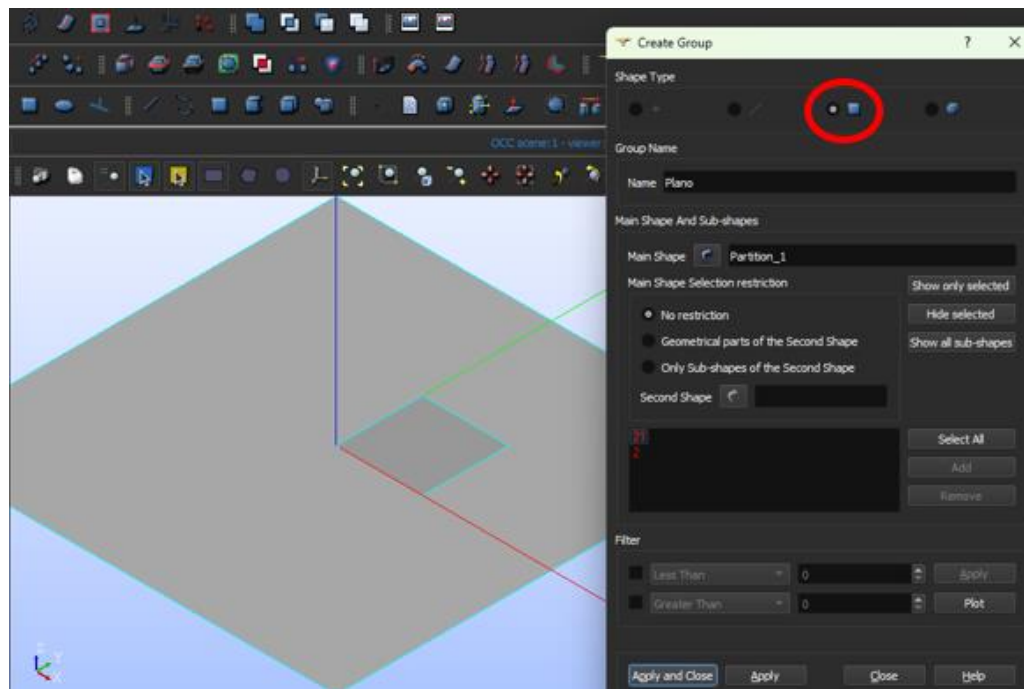 Create Group
? X
Shape Type
OCC scene:1 - viewer
Group Name
Name Plano
Main Shape And Sub-shapes
Main Shape Partition_1
Main Shape Selection restriction
Show only selected
No restriction
Hide selected
Geometrical parts of the Second Shape
Show all sub-shapes
Only Sub-shapes of the Second Shape
Second Shape
21
2
Select All
Add
Remove
Filter
Less Than 0 Apply
Greater Than 0 Plot
Z
Y
X
Apply and Close Apply Close Help